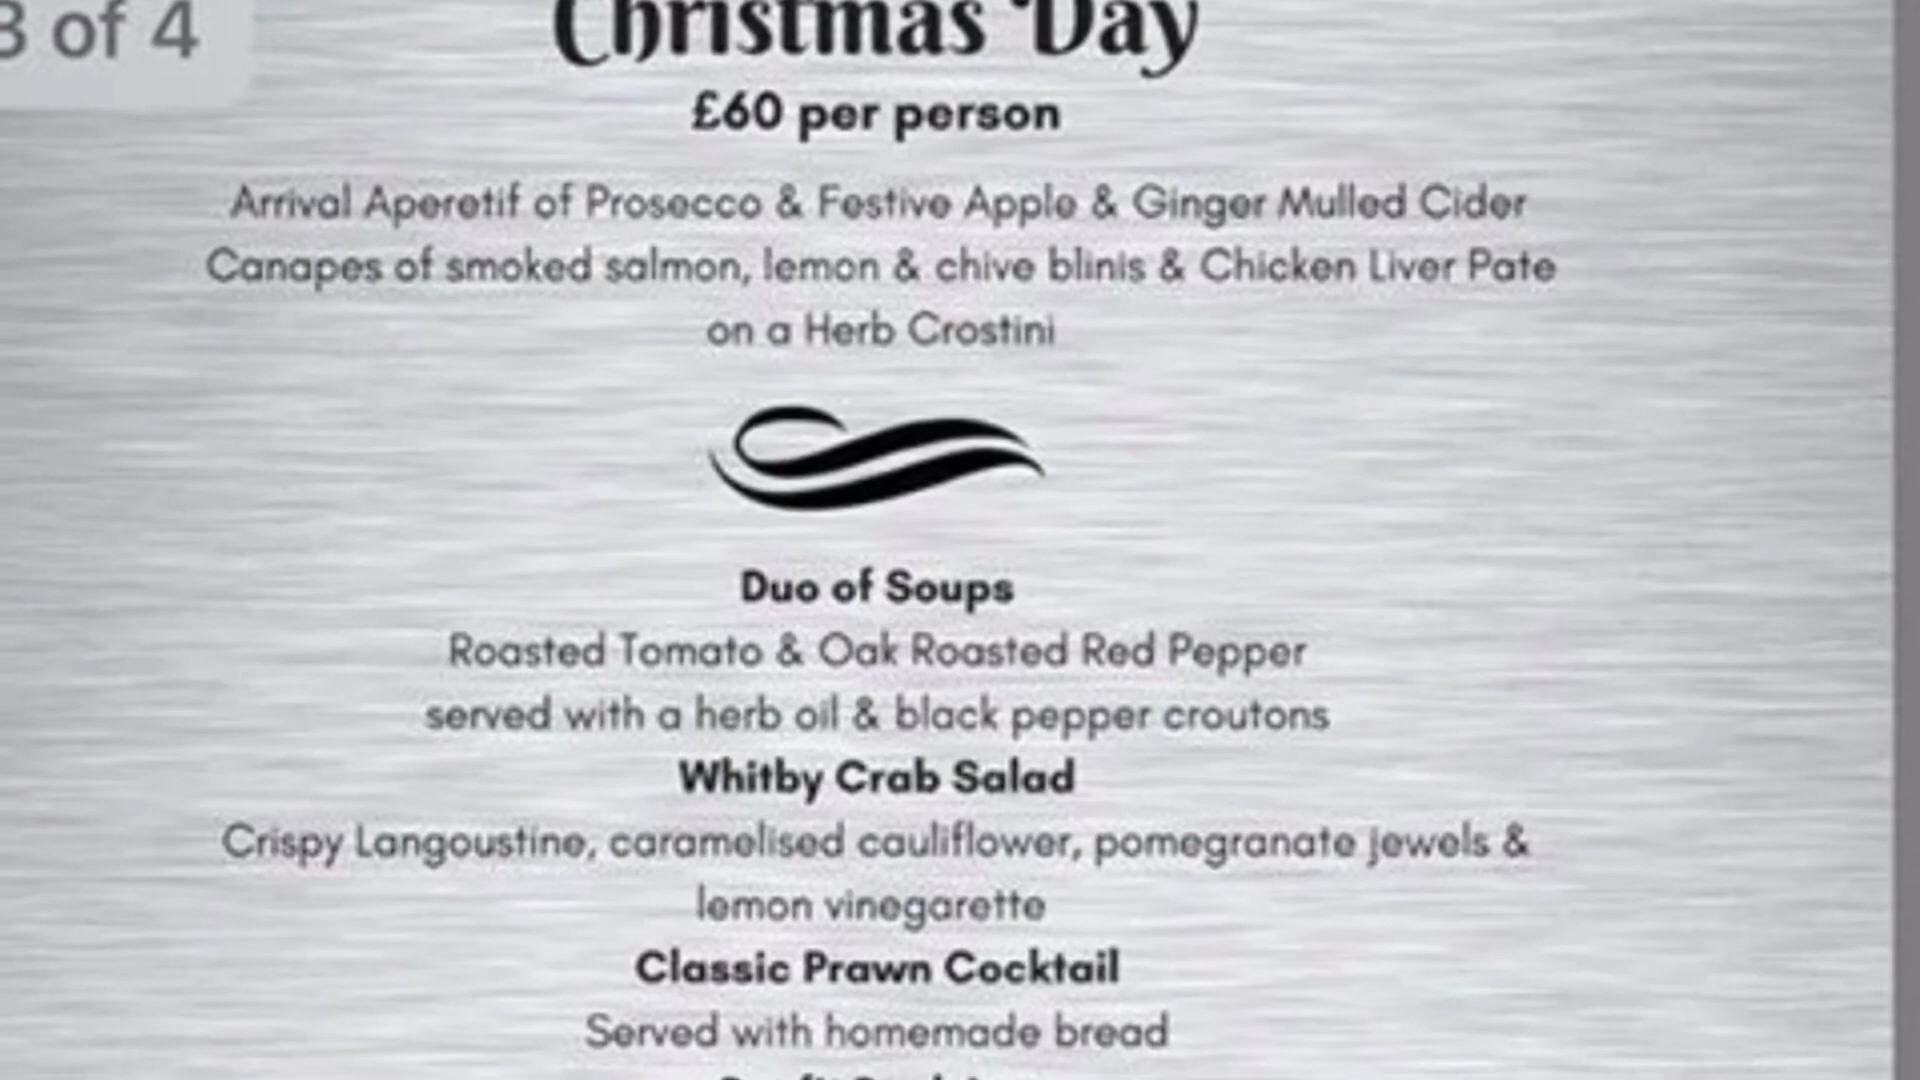 3 of 4
Christmas Day
£60 per person
Arrival Aperetif of Prosecco & Festive Apple & Ginger Mulled Cider
Canapes of smoked salmon, lemon & chive blinis & Chicken Liver Pate
on a Herb Crostini
Duo of Soups
Roasted Tomato & Oak Roasted Red Pepper
served with a herb oil & black pepper croutons
Whitby Crab Salad
Crispy Langoustine, caramelised cauliflower, pomegranate jewels &
lemon vinegarette
Classic Prawn Cocktail
Served with homemade bread